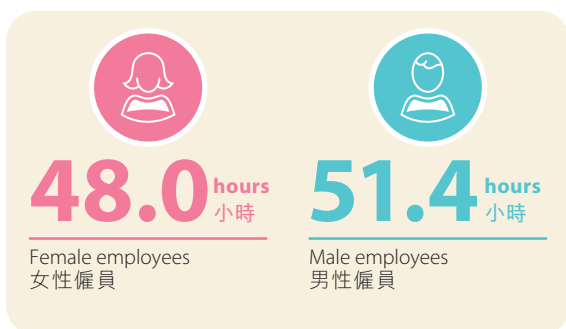 48.0 hours 小時
Female employees
女性僱員
51.4 hours 小時
Male employees
男性僱員